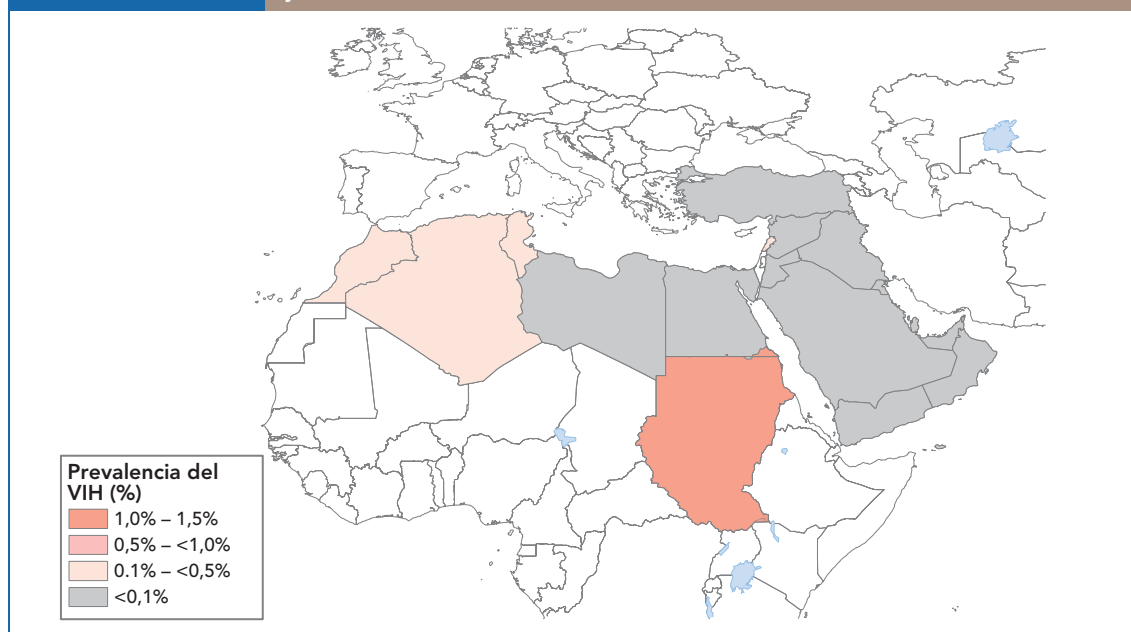 Prevalencia del
VIH (%)
1,0% – 1,5%
0,5% – <1,0%
0.1% – <0,5%
<0,1%